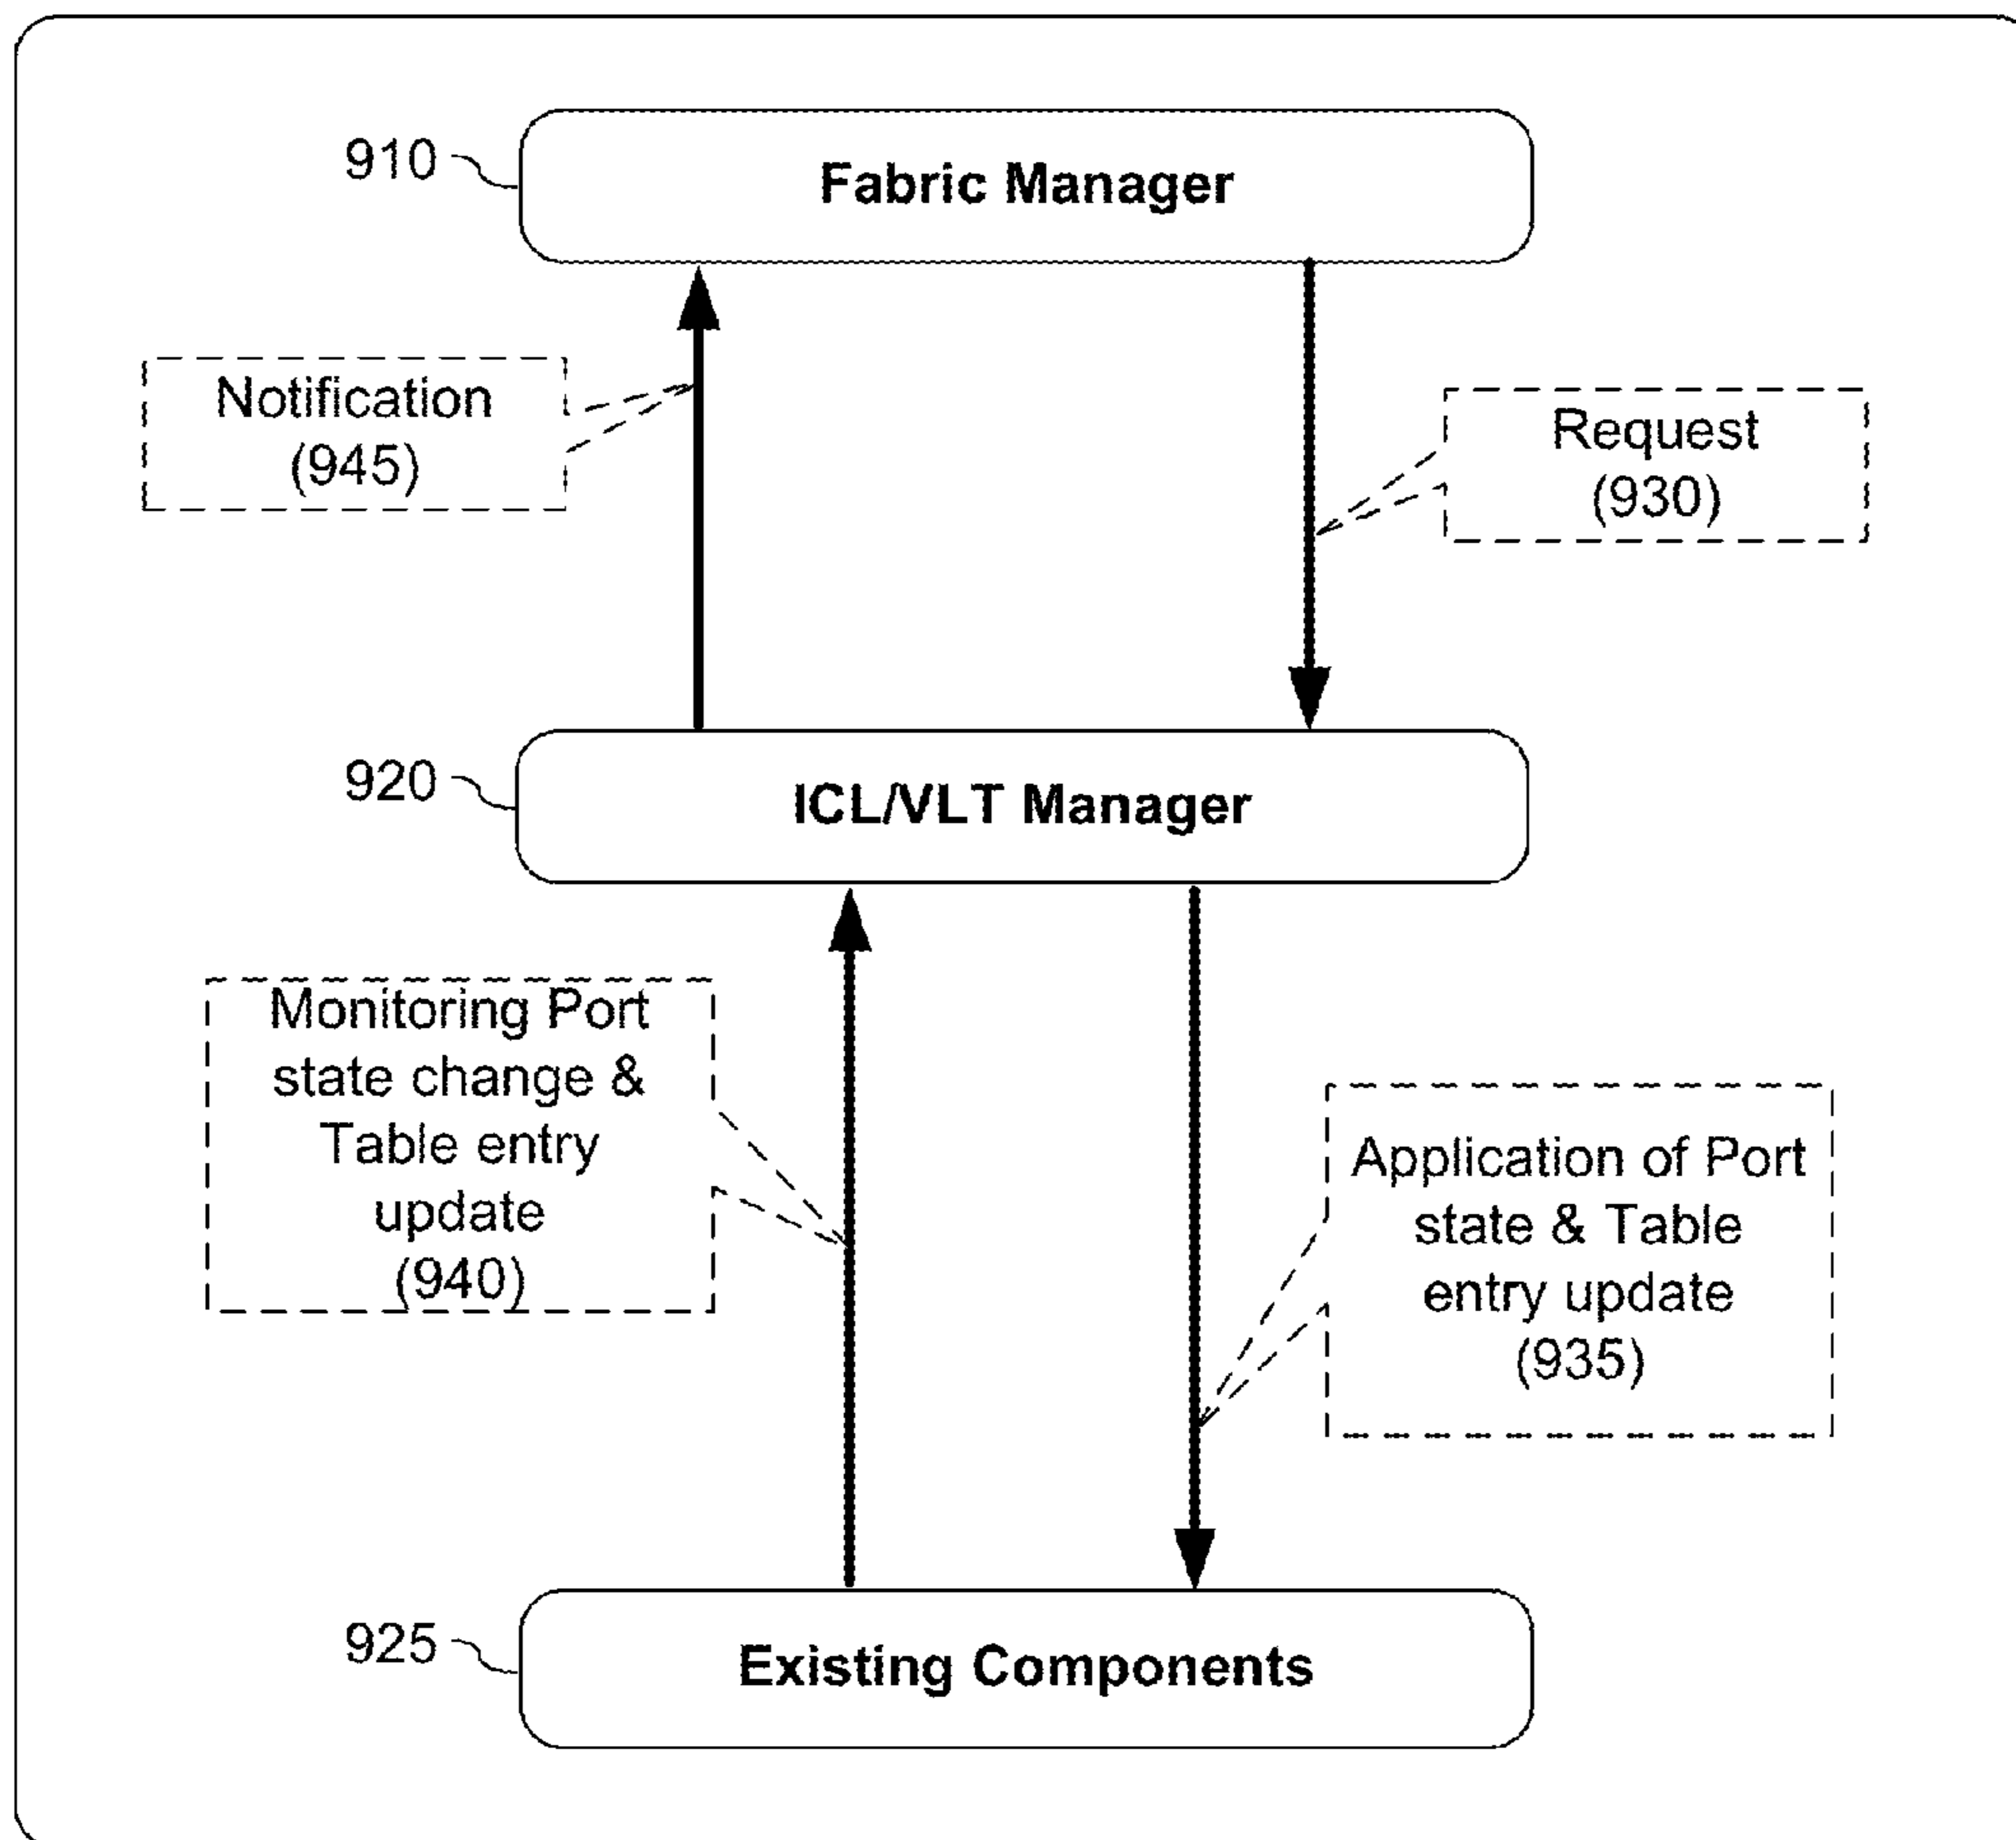 910
Fabric Manager
Notification
(945)
Request
(930)
920
ICL/VLT Manager
Monitoring Port
state change &
Table entry
update
(940)
Application of Port
state & Table
entry update
(935)
925
Existing Components